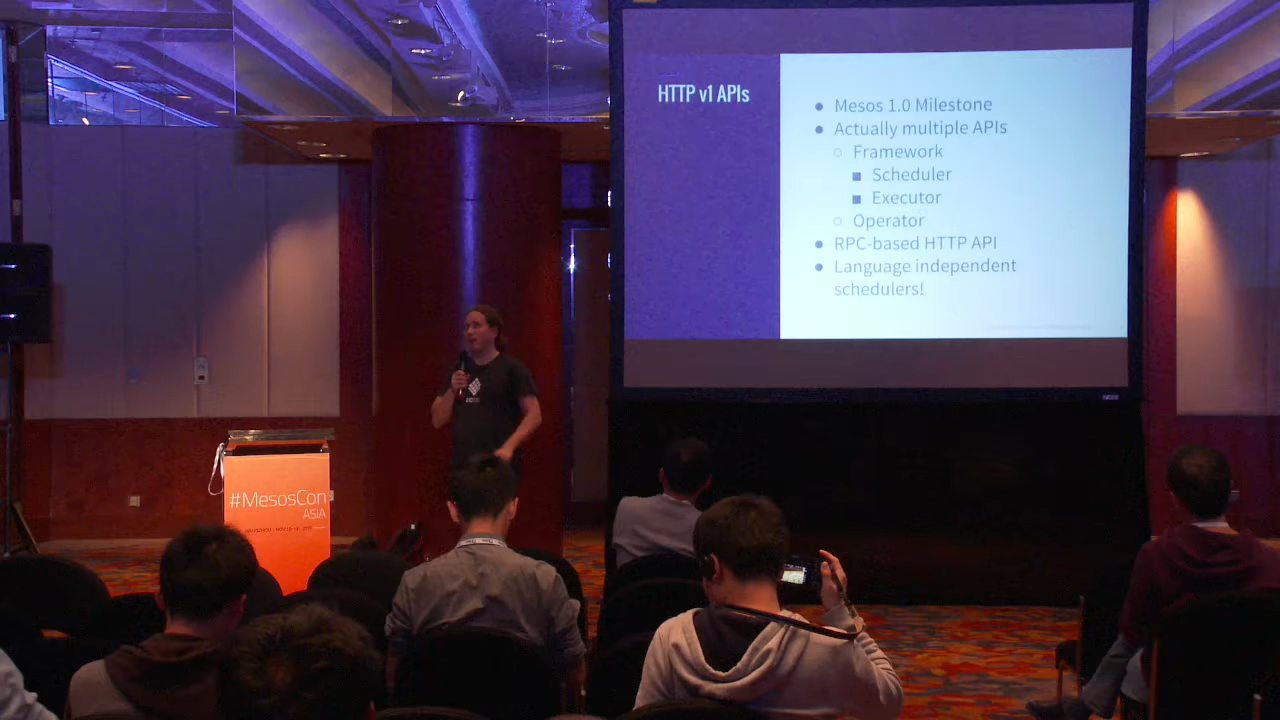 HTTP v1 APIs
Mesos 1.0 Milestone
Actually multiple APIs
Framework
Scheduler
Executor
Operator
RPC-based HTTP API
Language independent
schedulers!
#MesosCon
ASIA